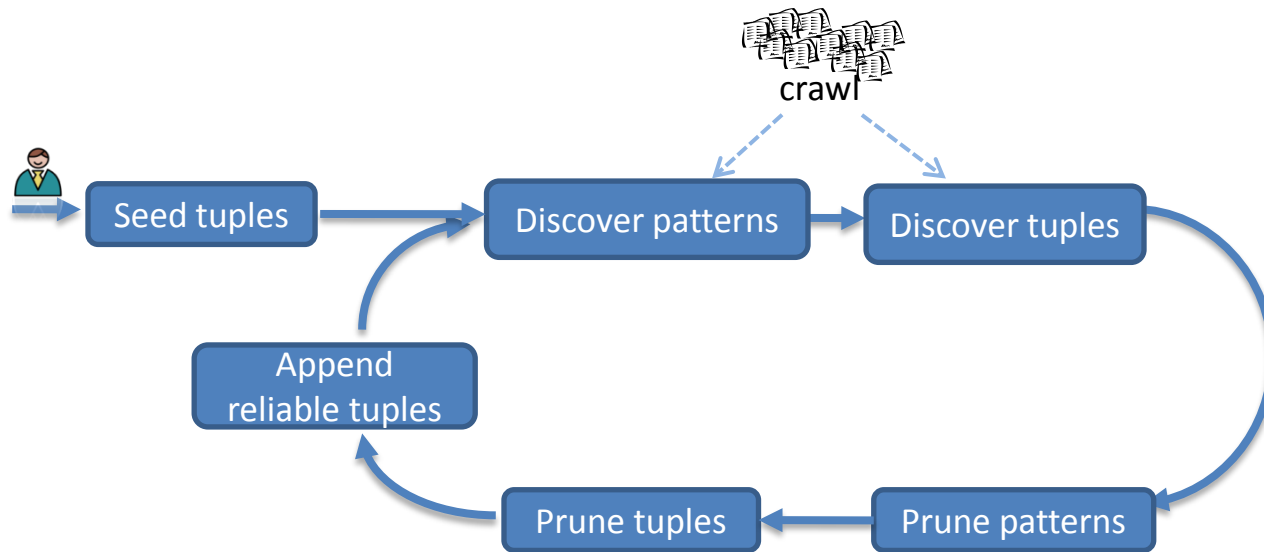 crawl
Seed tuples
Discover patterns
Discover tuples
Append
reliable tuples
Prune tuples
Prune patterns